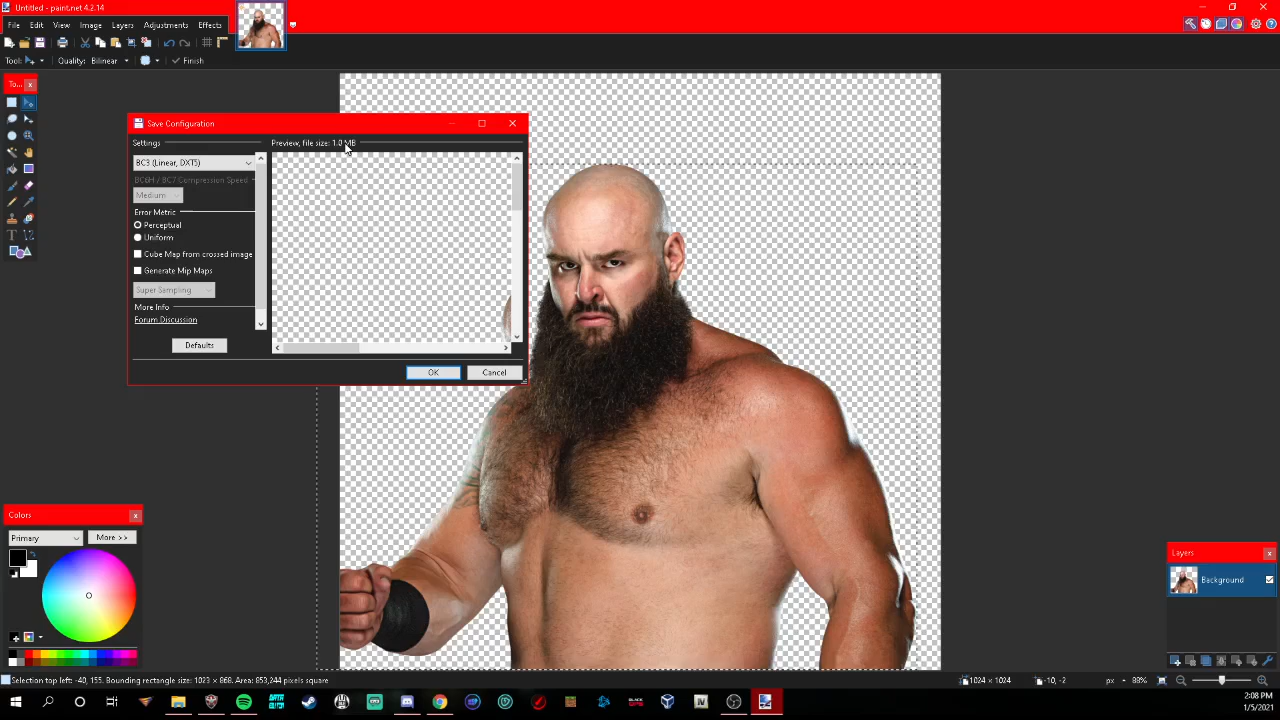 Untitled - paint.net 4.2.14
File Edit View Image Layers Adjustments Effects
Tool: Quality: Bilinear Finish
To...
Save Configuration
Settings
Preview, file size: 1.0 MB
BC3 (Linear, DXT5)
BC6H / BC7 Compression Speed
Medium
Error Metric
Perceptual
Uniform
Cube Map from crossed image
Generate Mip Maps
Super Sampling
More Info
Forum Discussion
Defaults
OK Cancel
Colors
Primary More >>
Layers
Background
Selection top left: -40, 155. Bounding rectangle size: 1023 × 868. Area: 853,244 pixels square
1024 × 1024 -10, -2 px 89%
2:08 PM
1/5/2021